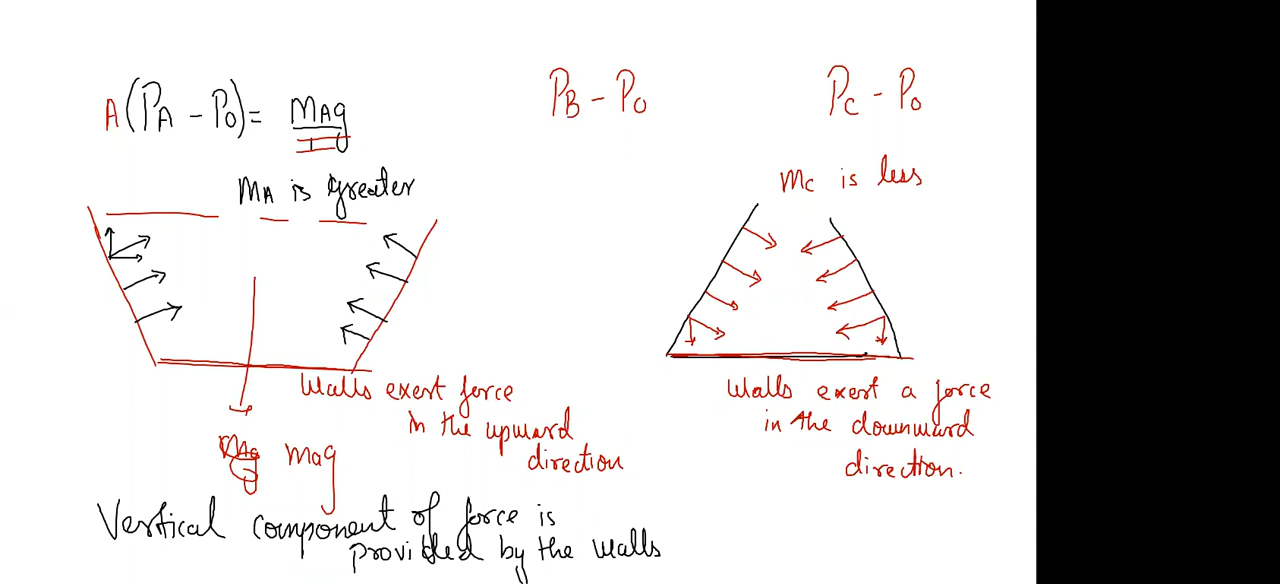 A(PA - P0) = MAg
PB - P0
PC - P0
MA is greater
MC is less
Walls exert force
in the upward
direction
Walls exert a force
in the downward
direction.
mag
Vertical component of force is
provided by the walls